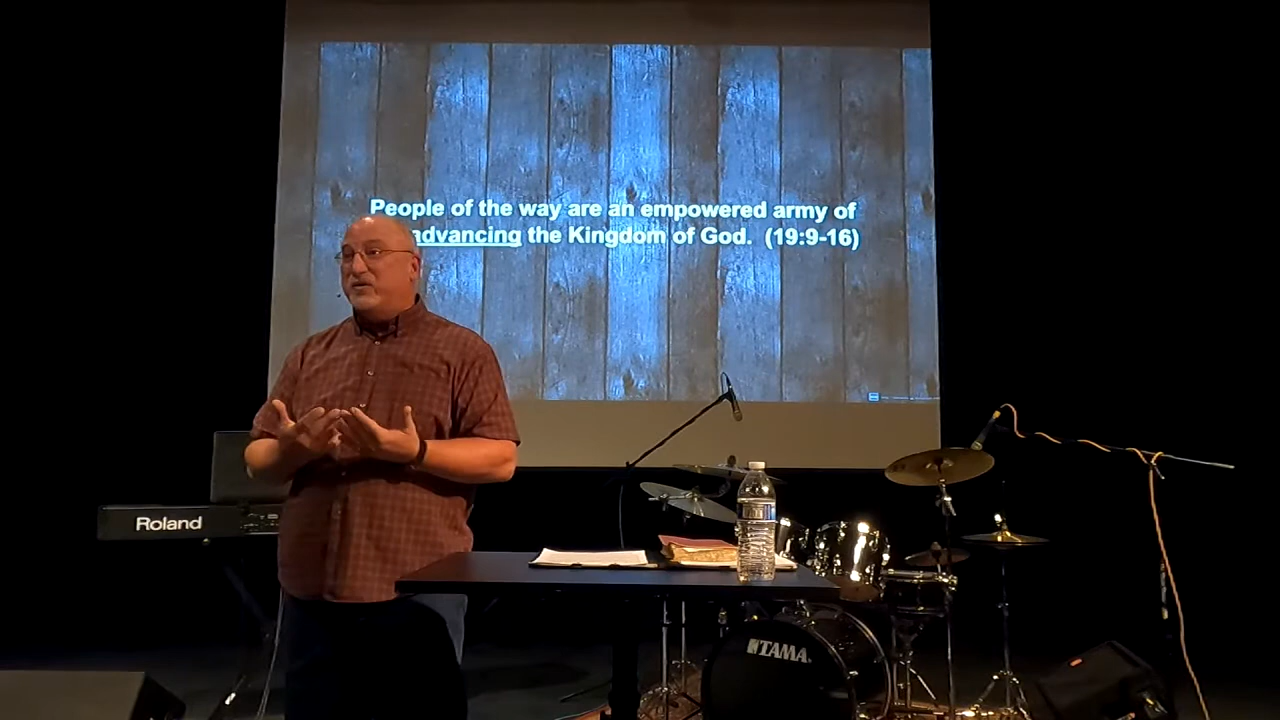 People of the way are an empowered army of
advancing the Kingdom of God. (19:9-16)
Roland
TAMA